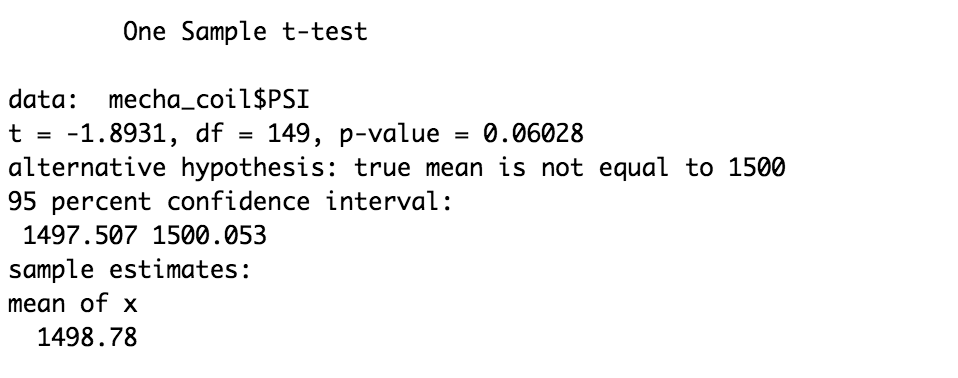 One Sample t-test
data:  mecha_coil$PSI
t = -1.8931, df = 149, p-value = 0.06028
alternative hypothesis: true mean is not equal to 1500
95 percent confidence interval:
1497.507 1500.053
sample estimates:
mean of x
1498.78